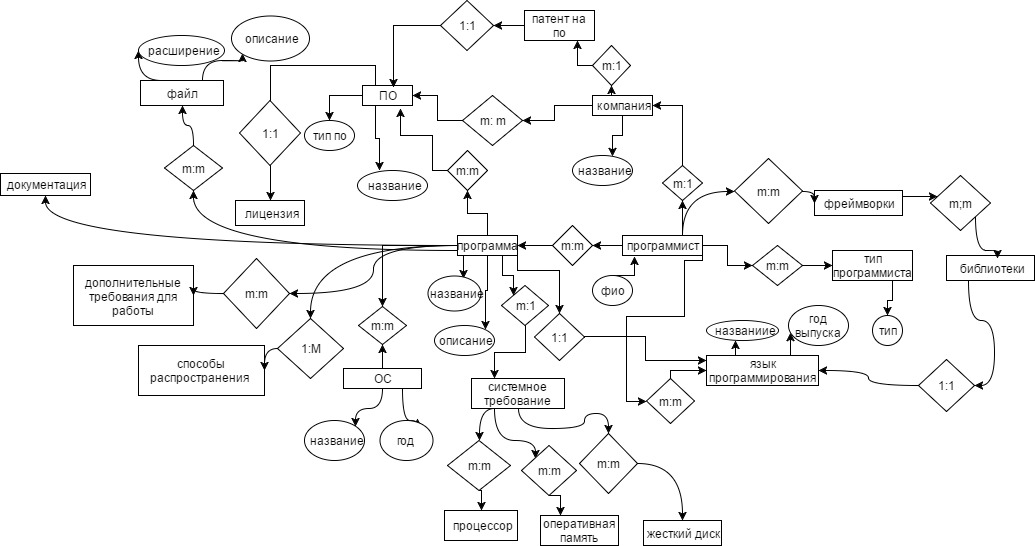 расширение
описание
1:1
патент на
по
файл
ПО
m:1
1:1
тип по
m: m
компания
m:m
название
m:m
название
m:1
m:m
фреймворки
m;m
документация
лицензия
программа
m:m
программист
m:m
тип
программиста
библиотеки
дополнительные
требования для
работы
m:m
название
m:1
фио
m:m
описание
1:1
названиие
год
выпуска
тип
1:М
способы
распространения
ОС
системное
требование
язык
программирования
m:m
1:1
название
год
m:m
m:m
m:m
процессор
оперативная
память
жесткий диск